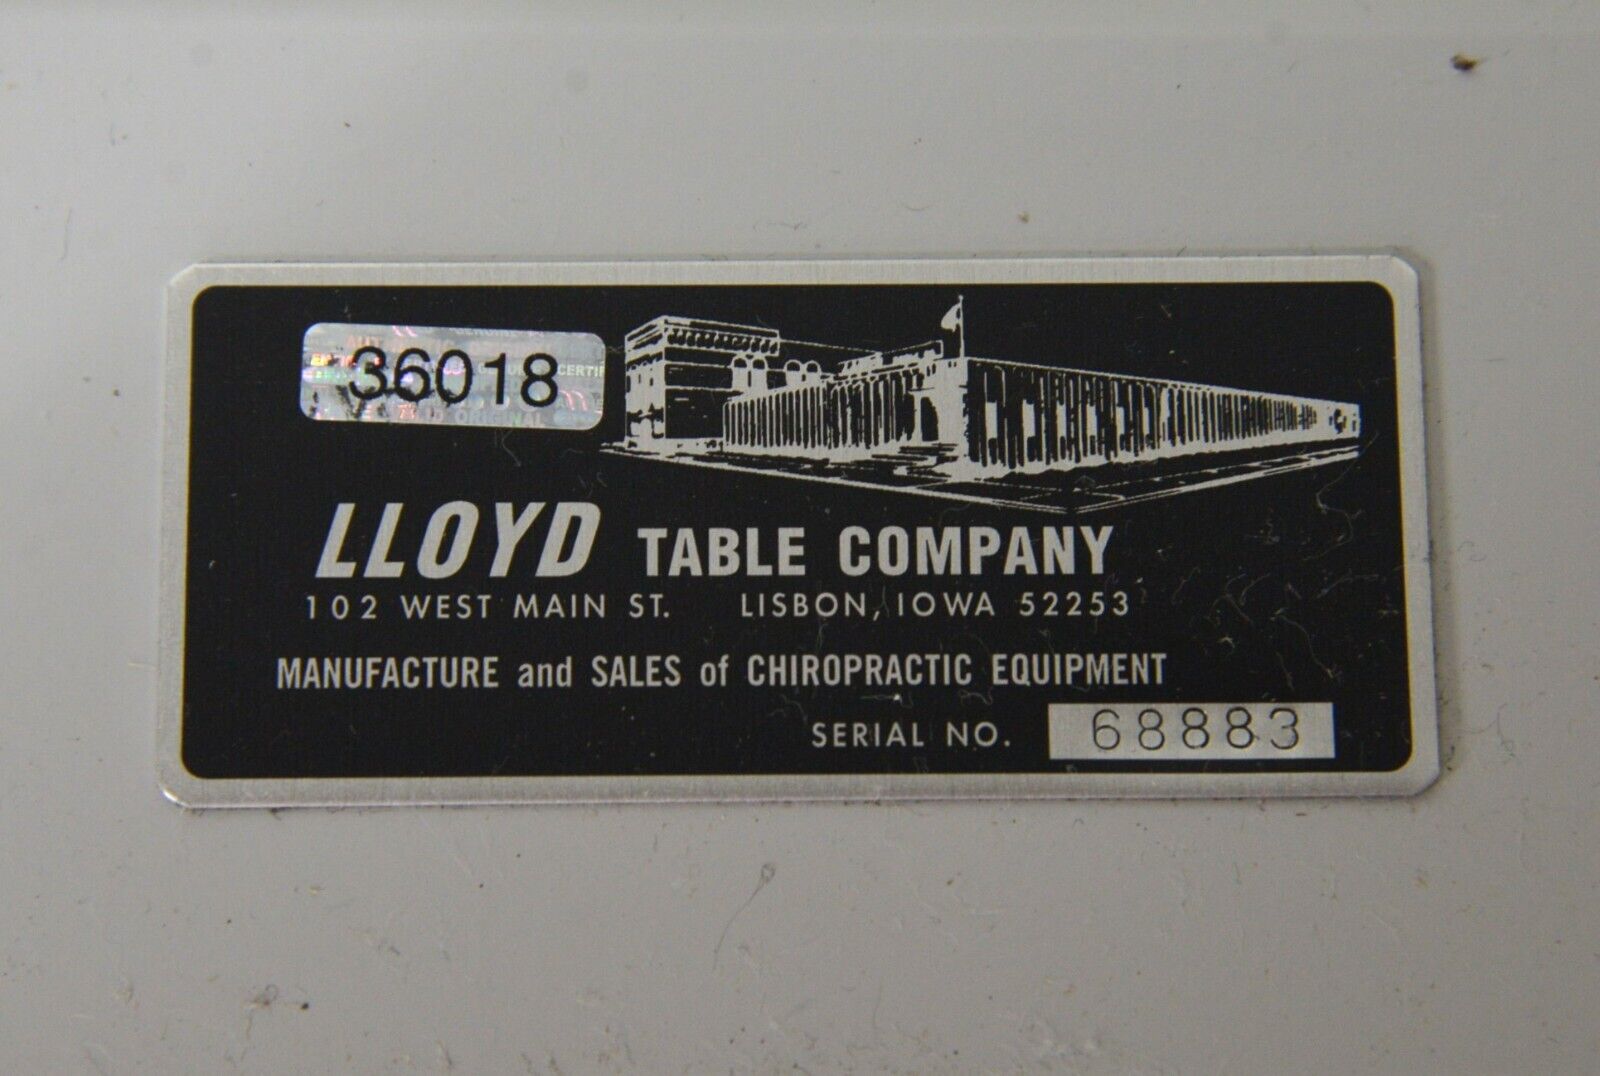 36018
LLOYD TABLE COMPANY
102 WEST MAIN ST. LISBON, IOWA 52253
MANUFACTURE and SALES of CHIROPRACTIC EQUIPMENT
SERIAL NO. 68883